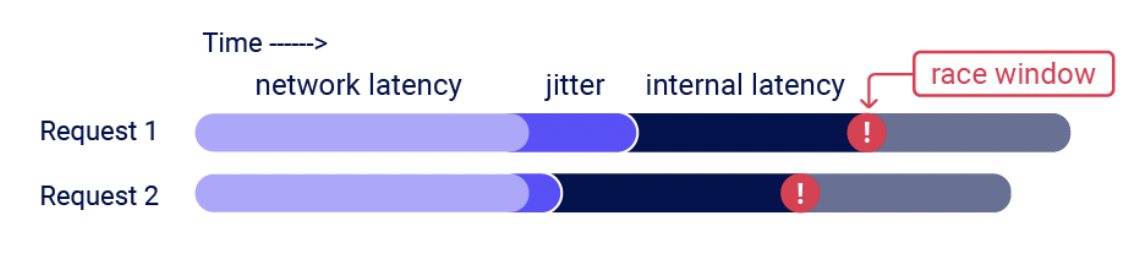 Time ------>
network latency jitter internal latency race window
Request 1 !
Request 2 !